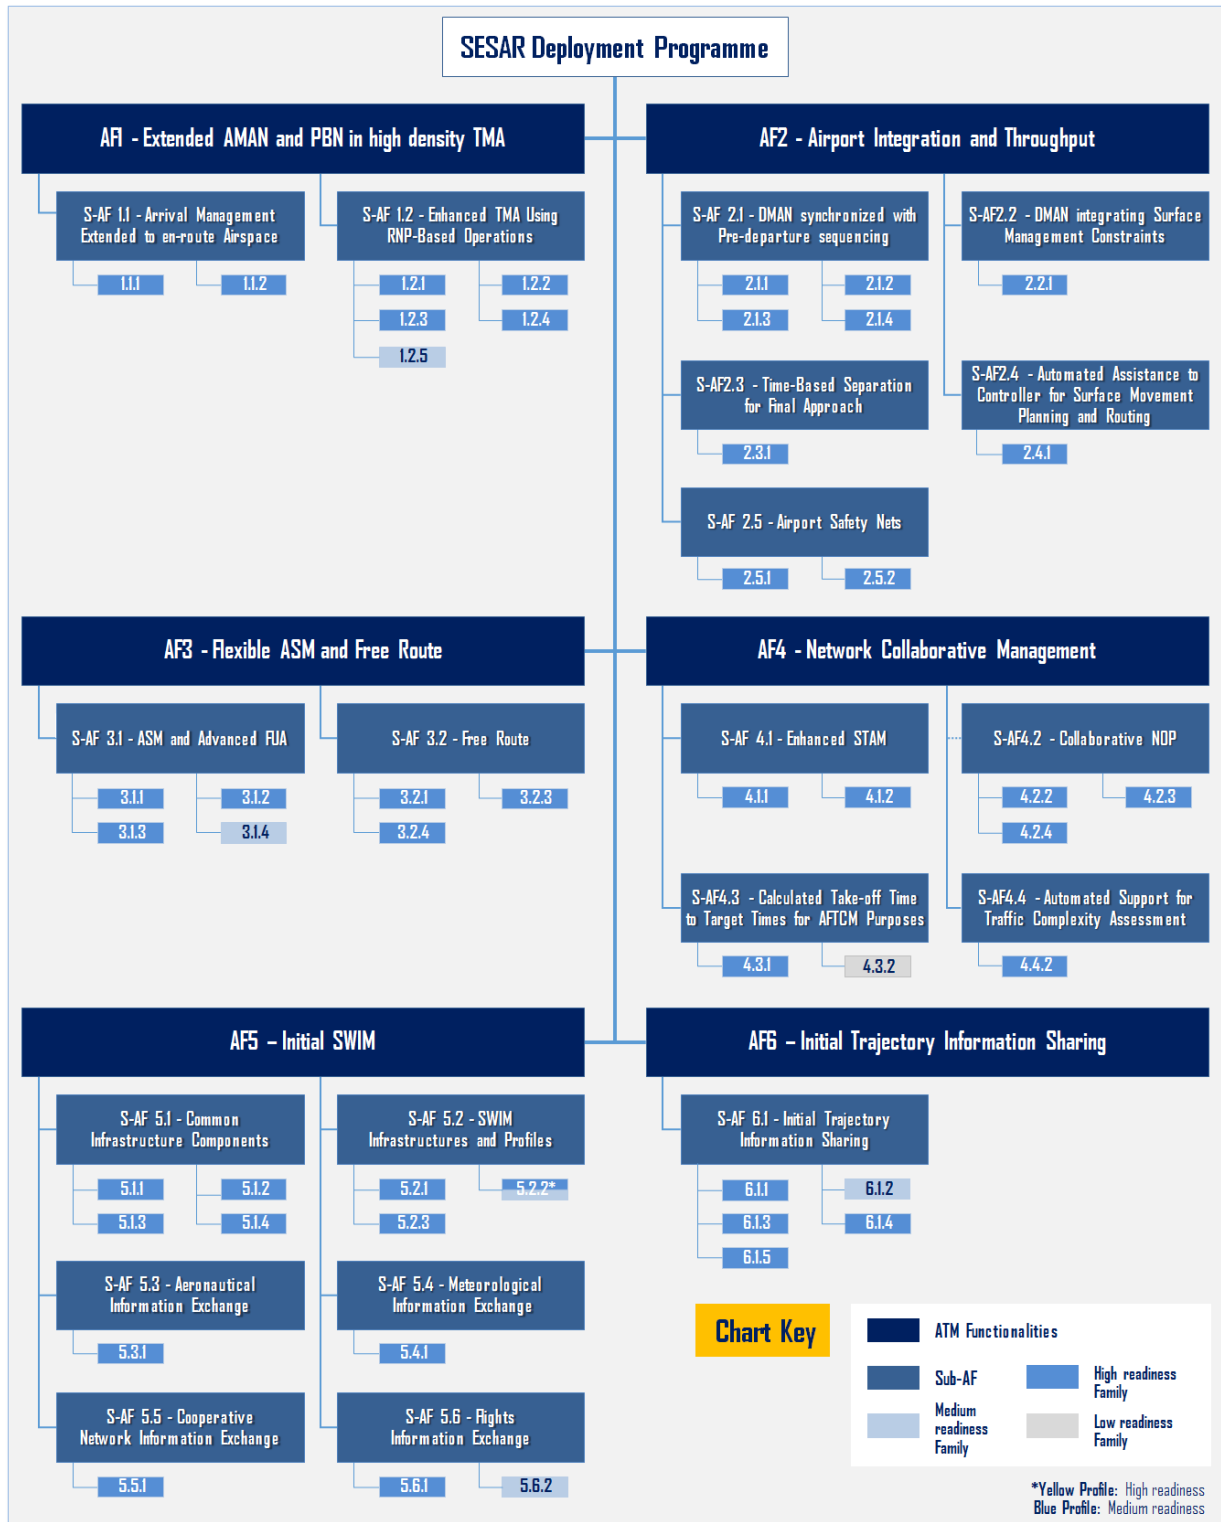 SESAR Deployment Programme
AF1 - Extended AMAN and PBN in high density TMA
S-AF 1.1 - Arrival Management
Extended to en-route Airspace
1.1.1
1.1.2
S-AF 1.2 - Enhanced TMA Using
RNP-Based Operations
1.2.1
1.2.2
1.2.3
1.2.4
1.2.5
AF2 - Airport Integration and Throughput
S-AF 2.1 - DMAN synchronized with
Pre-departure sequencing
2.1.1
2.1.2
2.1.3
2.1.4
S-AF2.2 - DMAN integrating Surface
Management Constraints
2.2.1
S-AF2.3 - Time-Based Separation
for Final Approach
2.3.1
S-AF2.4 - Automated Assistance to
Controller for Surface Movement
Planning and Routing
2.4.1
S-AF 2.5 - Airport Safety Nets
2.5.1
2.5.2
AF3 - Flexible ASM and Free Route
S-AF 3.1 - ASM and Advanced FUA
3.1.1
3.1.2
3.1.3
3.1.4
S-AF 3.2 - Free Route
3.2.1
3.2.3
3.2.4
AF4 - Network Collaborative Management
S-AF 4.1 - Enhanced STAM
4.1.1
4.1.2
S-AF4.2 - Collaborative NOP
4.2.2
4.2.3
4.2.4
S-AF4.3 - Calculated Take-off Time
to Target Times for AFTCM Purposes
4.3.1
4.3.2
S-AF4.4 - Automated Support for
Traffic Complexity Assessment
4.4.2
AF5 – Initial SWIM
S-AF 5.1 - Common
Infrastructure Components
5.1.1
5.1.2
5.1.3
5.1.4
S-AF 5.2 - SWIM
Infrastructures and Profiles
5.2.1
5.2.2*
5.2.3
S-AF 5.3 - Aeronautical
Information Exchange
5.3.1
S-AF 5.4 - Meteorological
Information Exchange
5.4.1
S-AF 5.5 - Cooperative
Network Information Exchange
5.5.1
S-AF 5.6 - Flights
Information Exchange
5.6.1
5.6.2
AF6 – Initial Trajectory Information Sharing
S-AF 6.1 - Initial Trajectory
Information Sharing
6.1.1
6.1.2
6.1.3
6.1.4
6.1.5
Chart Key
ATM Functionalities
Sub-AF
High readiness
Family
Medium
readiness
Family
Low readiness
Family
*Yellow Profile: High readiness
Blue Profile: Medium readiness